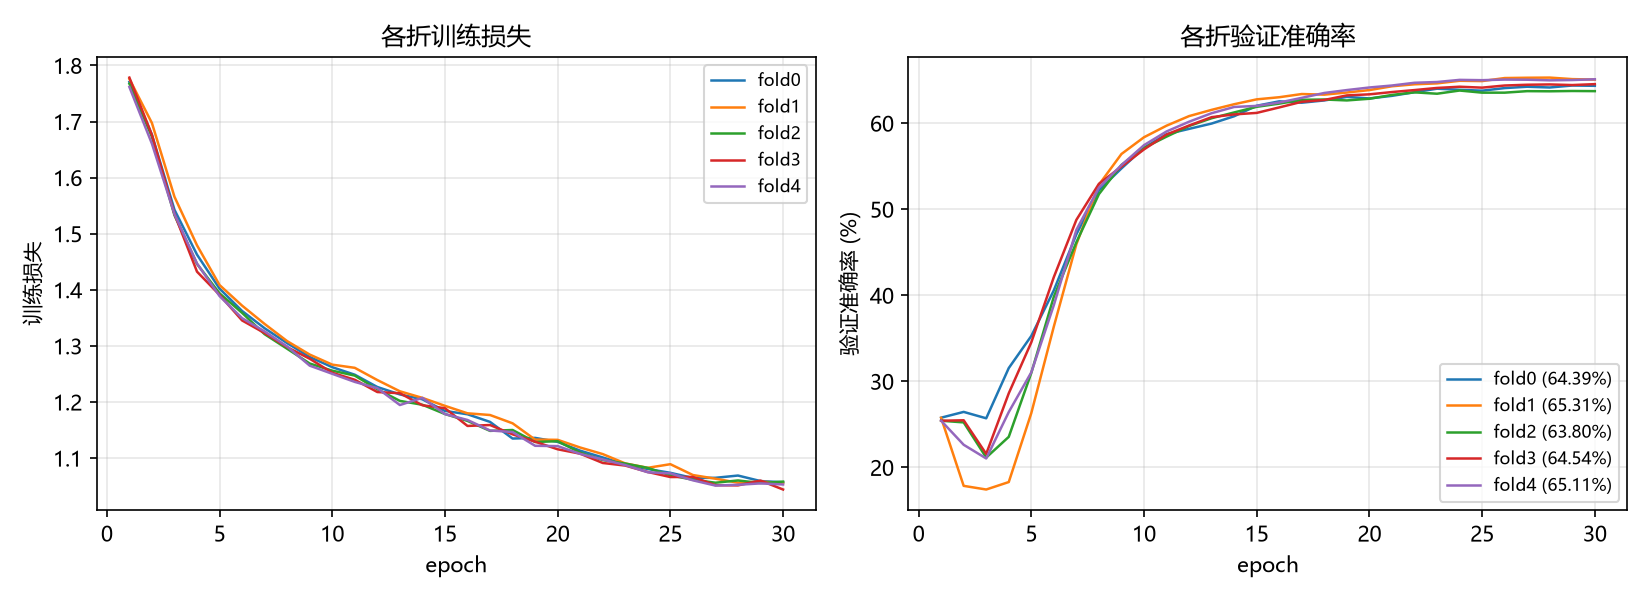 各折训练损失
训练损失
1.8
1.7
1.6
1.5
1.4
1.3
1.2
1.1
0 5 10 15 20 25 30
epoch
fold0
fold1
fold2
fold3
fold4
各折验证准确率
验证准确率 (%)
60
50
40
30
20
0 5 10 15 20 25 30
epoch
fold0 (64.39%)
fold1 (65.31%)
fold2 (63.80%)
fold3 (64.54%)
fold4 (65.11%)